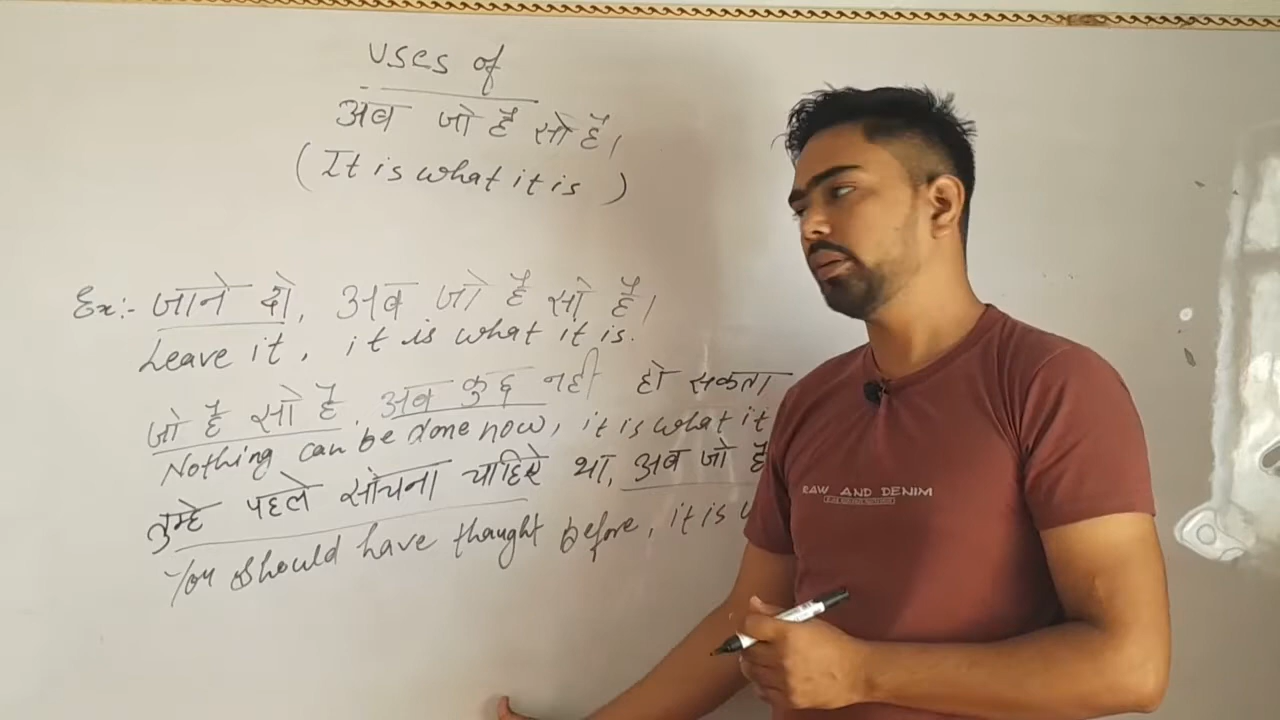 uses of
अब जो है सो है।
(It is what it is)
Ex:- जाने दो, अब जो है सो है।
Leave it, it is what it is.
जो है सो है, अब कुछ नही हो सकता
Nothing can be done now, it is what it
तुम्हे पहले सोचना चाहिये था, अब जो है
You should have thaught before, it is
RAW AND DENIM